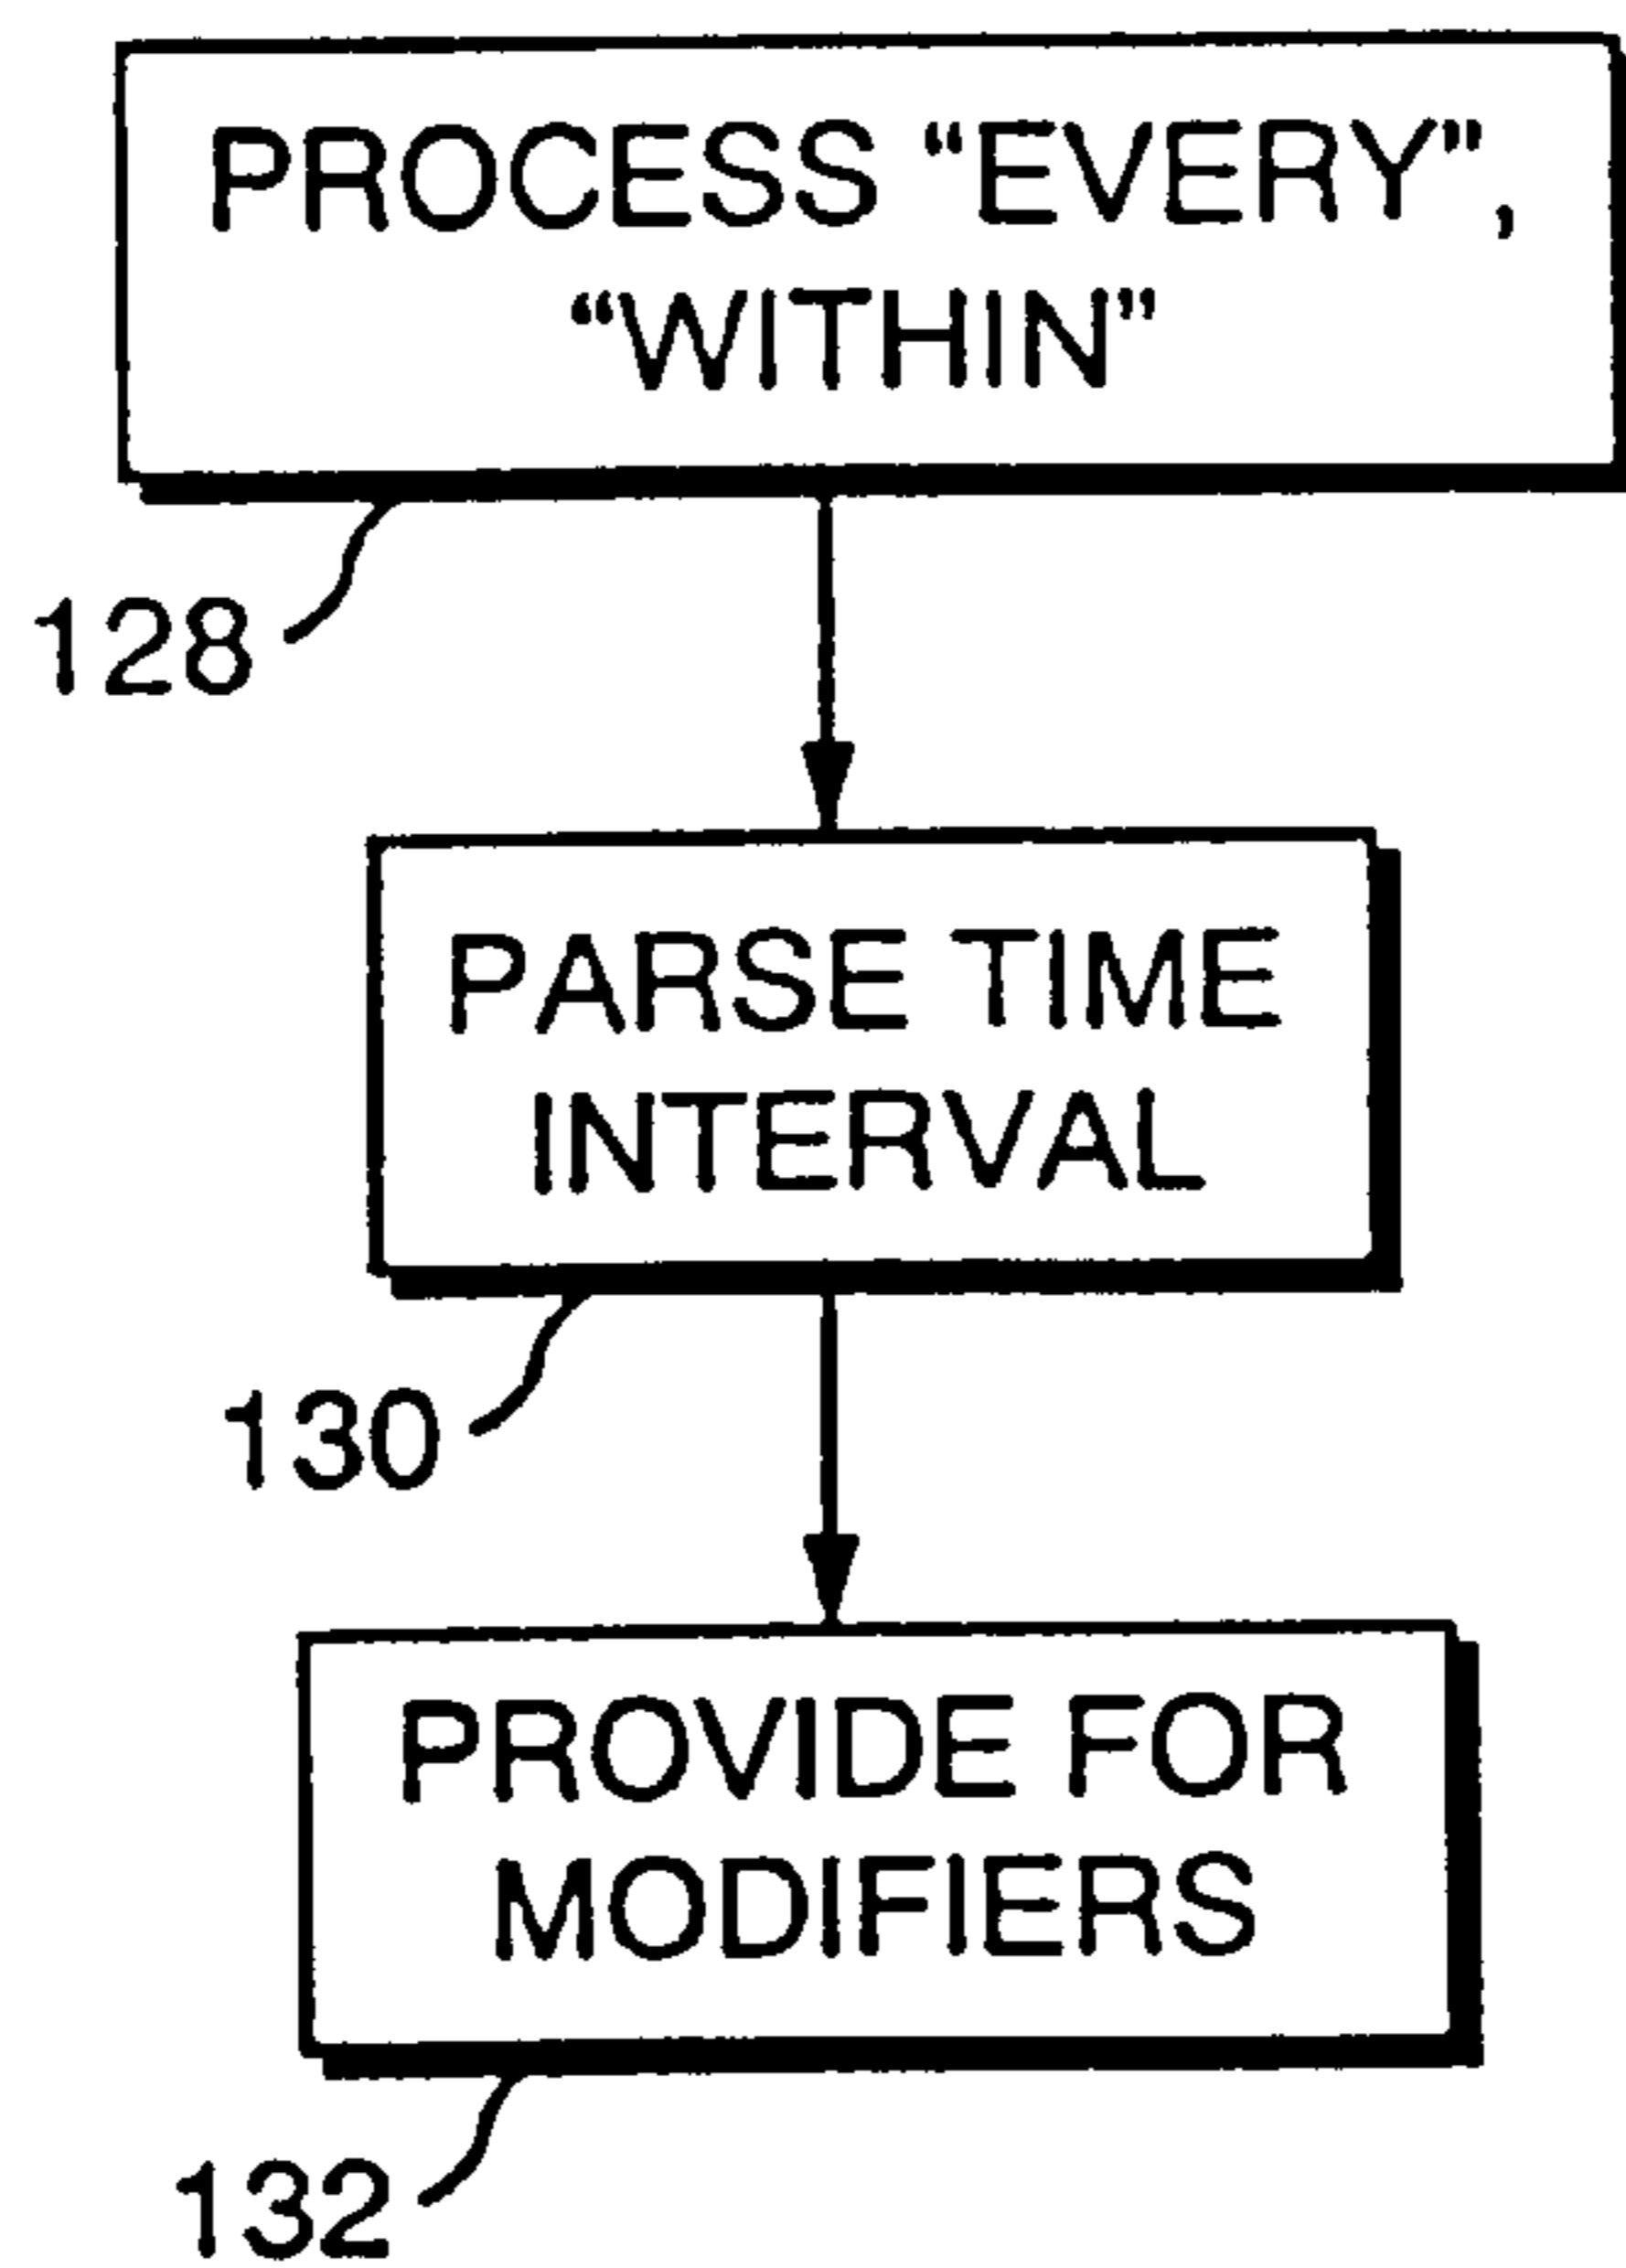 PROCESS “EVERY”,
“WITHIN”
128
PARSE TIME
INTERVAL
130
PROVIDE FOR
MODIFIERS
132